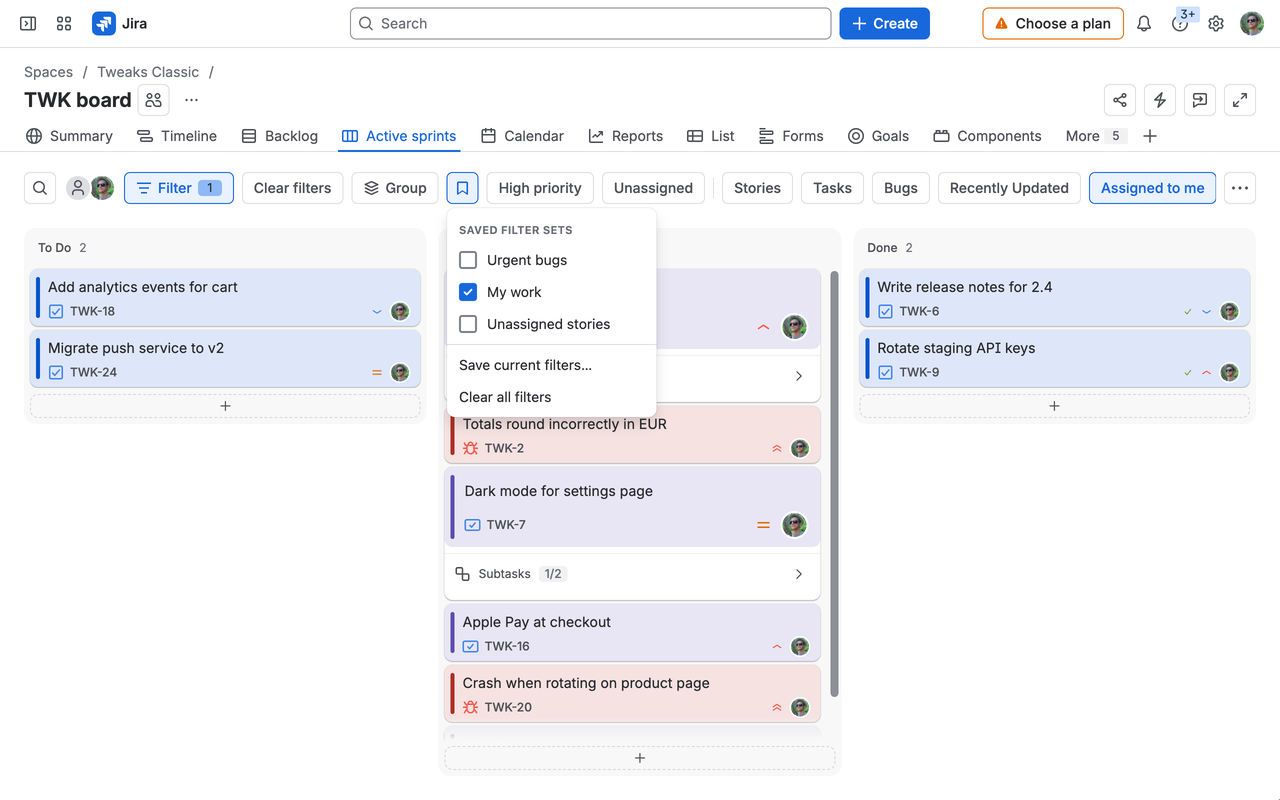 Jira
Search
Create
Choose a plan
3+
Spaces / Tweaks Classic /
TWK board
Summary
Timeline
Backlog
Active sprints
Calendar
Reports
List
Forms
Goals
Components
More 5
Filter 1
Clear filters
Group
High priority
Unassigned
Stories
Tasks
Bugs
Recently Updated
Assigned to me
SAVED FILTER SETS
Urgent bugs
My work
Unassigned stories
Save current filters...
Clear all filters
To Do 2
Add analytics events for cart
TWK-18
Migrate push service to v2
TWK-24
Totals round incorrectly in EUR
TWK-2
Dark mode for settings page
TWK-7
Subtasks 1/2
Apple Pay at checkout
TWK-16
Crash when rotating on product page
TWK-20
Done 2
Write release notes for 2.4
TWK-6
Rotate staging API keys
TWK-9